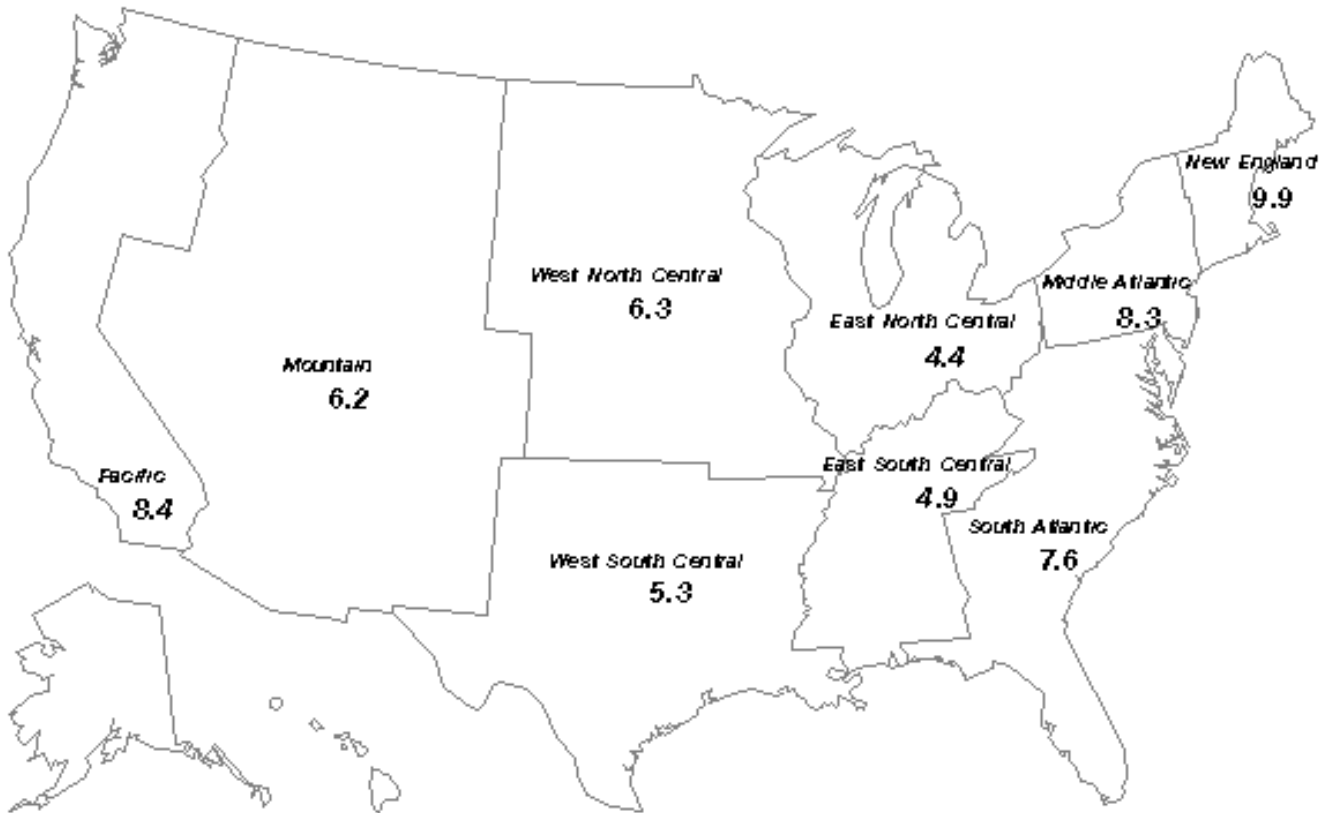 New England
9.9
West North Central
6.3
Middle Atlantic
8.3
East North Central
4.4
Mountain
6.2
Pacific
8.4
East South Central
4.9
South Atlantic
7.6
West South Central
5.3